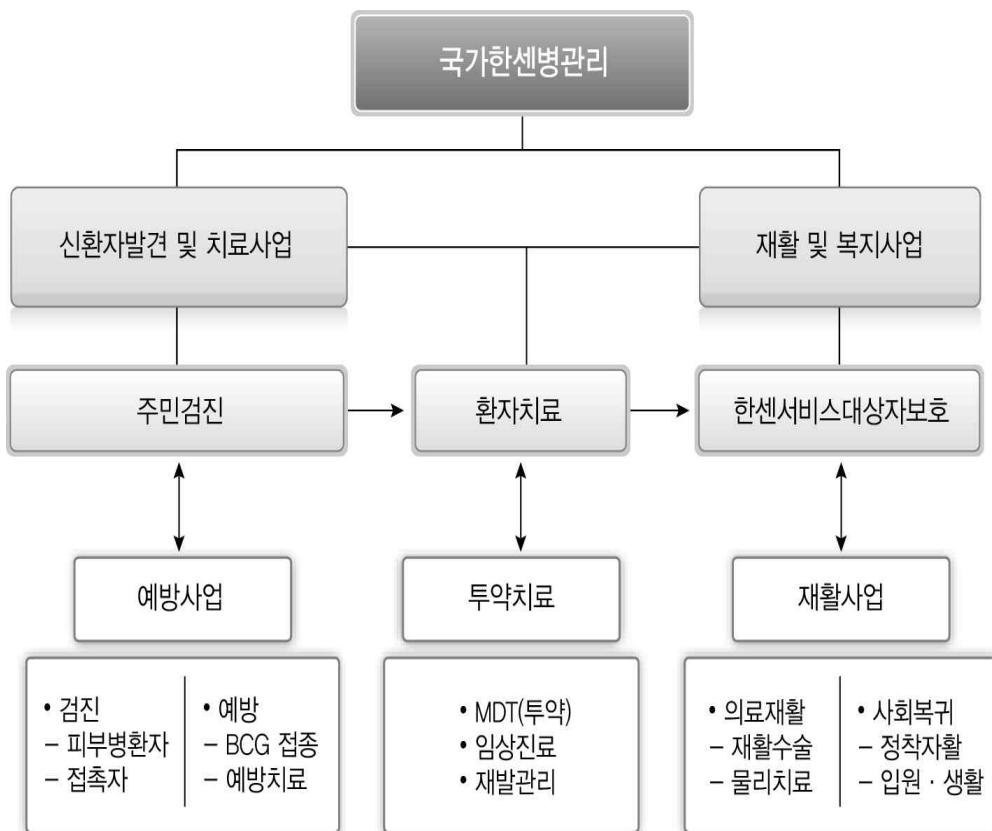 국가한센병관리
신환자발견 및 치료사업
재활 및 복지사업
주민검진
환자치료
한센서비스대상자보호
예방사업
투약치료
재활사업
• 검진
– 피부병환자
– 접촉자
• 예방
– BCG 접종
– 예방치료
• MDT(투약)
• 임상진료
• 재발관리
• 의료재활
– 재활수술
– 물리치료
• 사회복귀
– 정착자활
– 입원 · 생활